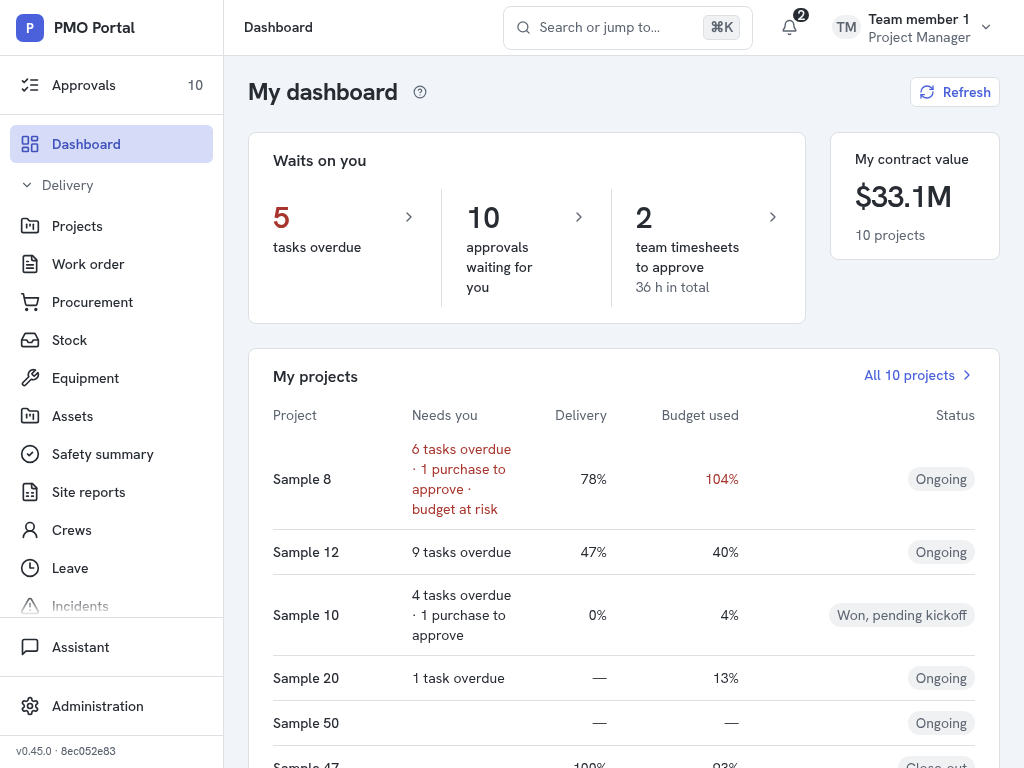 P PMO Portal
Dashboard
Search or jump to...
⌘K
2
TM
Team member 1
Project Manager
Approvals 10
Dashboard
Delivery
Projects
Work order
Procurement
Stock
Equipment
Assets
Safety summary
Site reports
Crews
Leave
Incidents
Assistant
Administration
v0.45.0 · 8ec052e83
My dashboard
Refresh
Waits on you
5
tasks overdue
10
approvals
waiting for
you
2
team timesheets
to approve
36 h in total
My contract value
$33.1M
10 projects
My projects
All 10 projects
Project Needs you Delivery Budget used Status
Sample 8
6 tasks overdue
· 1 purchase to
approve ·
budget at risk
78% 104% Ongoing
Sample 12 9 tasks overdue 47% 40% Ongoing
Sample 10
4 tasks overdue
· 1 purchase to
approve
0% 4% Won, pending kickoff
Sample 20 1 task overdue — 13% Ongoing
Sample 50 — — Ongoing
Sample 47 100% 93% Close-out